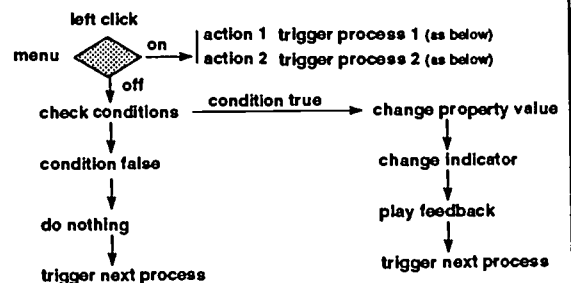 left click
menu
on
action 1 trigger process 1 (as below)
action 2 trigger process 2 (as below)
off
check conditions
condition true
change property value
condition false
change indicator
do nothing
play feedback
trigger next process
trigger next process